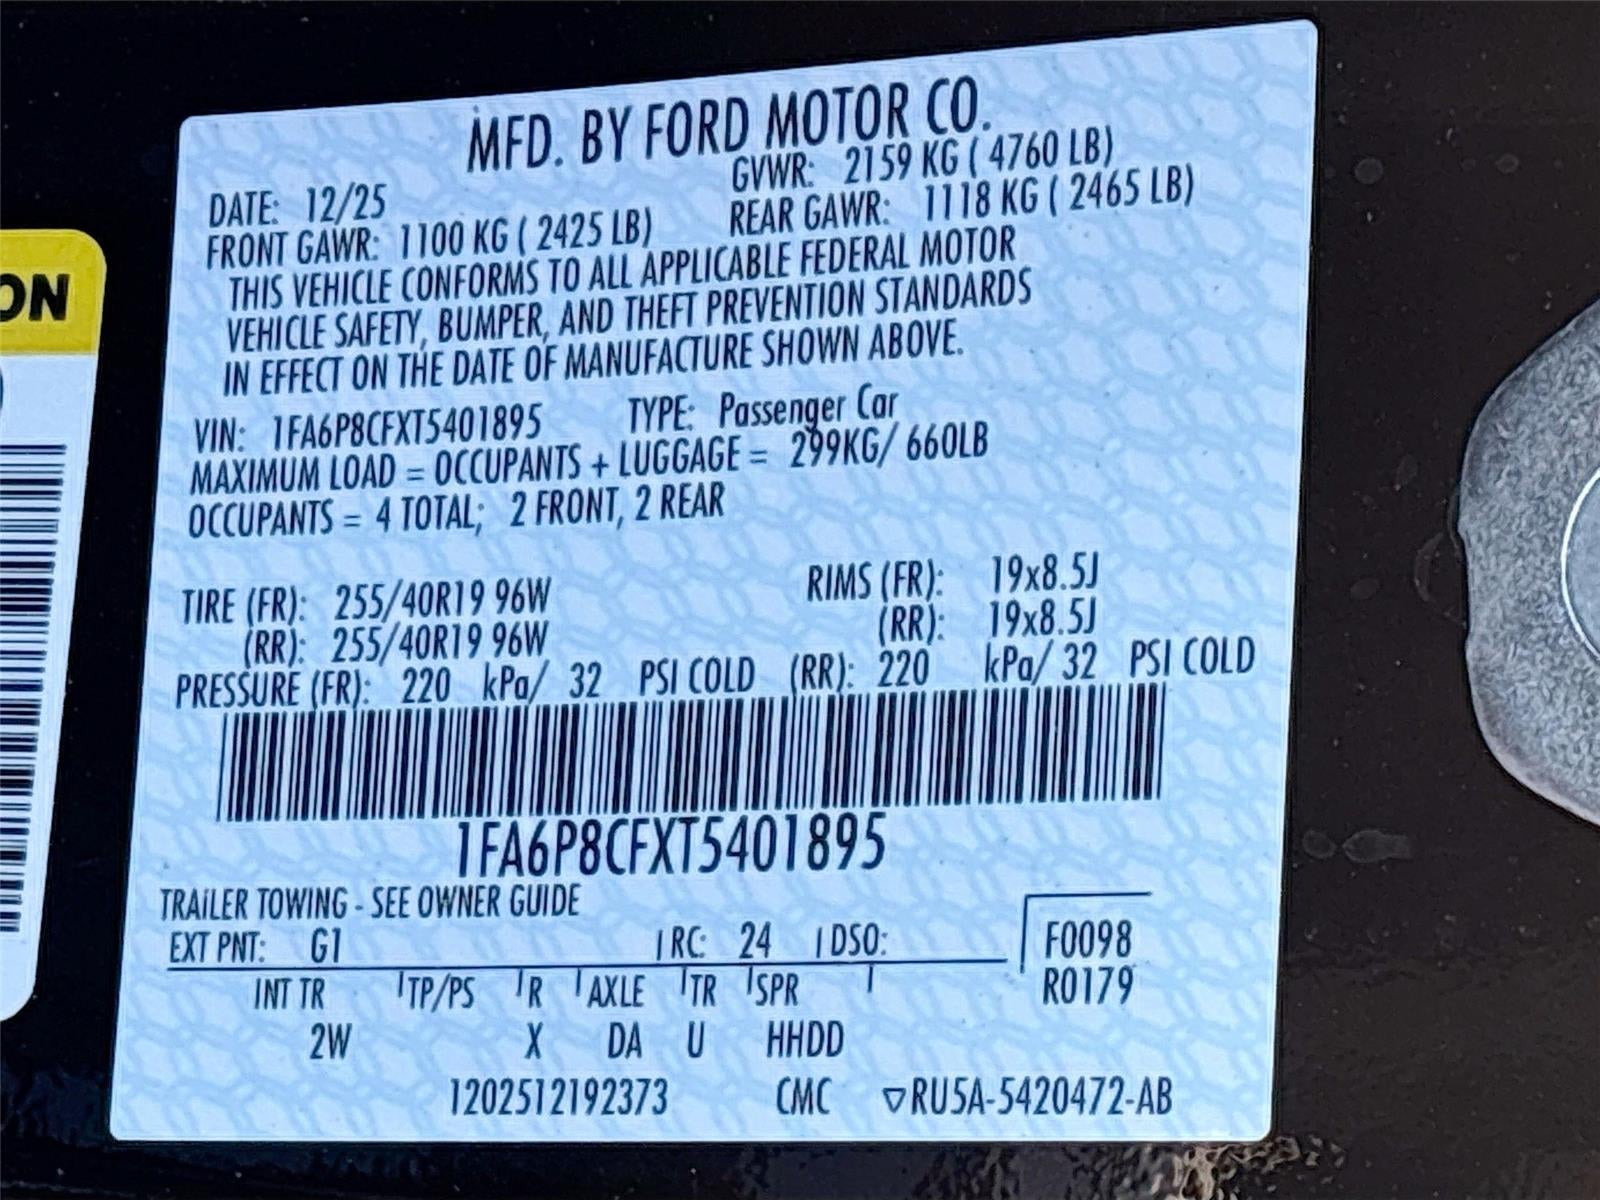 MFD. BY FORD MOTOR CO.
DATE: 12/25 GVWR: 2159 KG ( 4760 LB)
FRONT GAWR: 1100 KG ( 2425 LB) REAR GAWR: 1118 KG ( 2465 LB)
THIS VEHICLE CONFORMS TO ALL APPLICABLE FEDERAL MOTOR
VEHICLE SAFETY, BUMPER, AND THEFT PREVENTION STANDARDS
IN EFFECT ON THE DATE OF MANUFACTURE SHOWN ABOVE.
VIN: 1FA6P8CFXT5401895 TYPE: Passenger Car
MAXIMUM LOAD = OCCUPANTS + LUGGAGE = 299KG/ 660LB
OCCUPANTS = 4 TOTAL; 2 FRONT, 2 REAR
TIRE (FR): 255/40R19 96W RIMS (FR): 19x8.5J
(RR): 255/40R19 96W (RR): 19x8.5J
PRESSURE (FR): 220 kPa/ 32 PSI COLD (RR): 220 kPa/ 32 PSI COLD
1FA6P8CFXT5401895
TRAILER TOWING - SEE OWNER GUIDE
EXT PNT: G1 RC: 24 DSO: F0098
INT TR TP/PS R AXLE TR SPR R0179
2W X DA U HHDD
1202512192373 CMC ▽RU5A-5420472-AB
ON